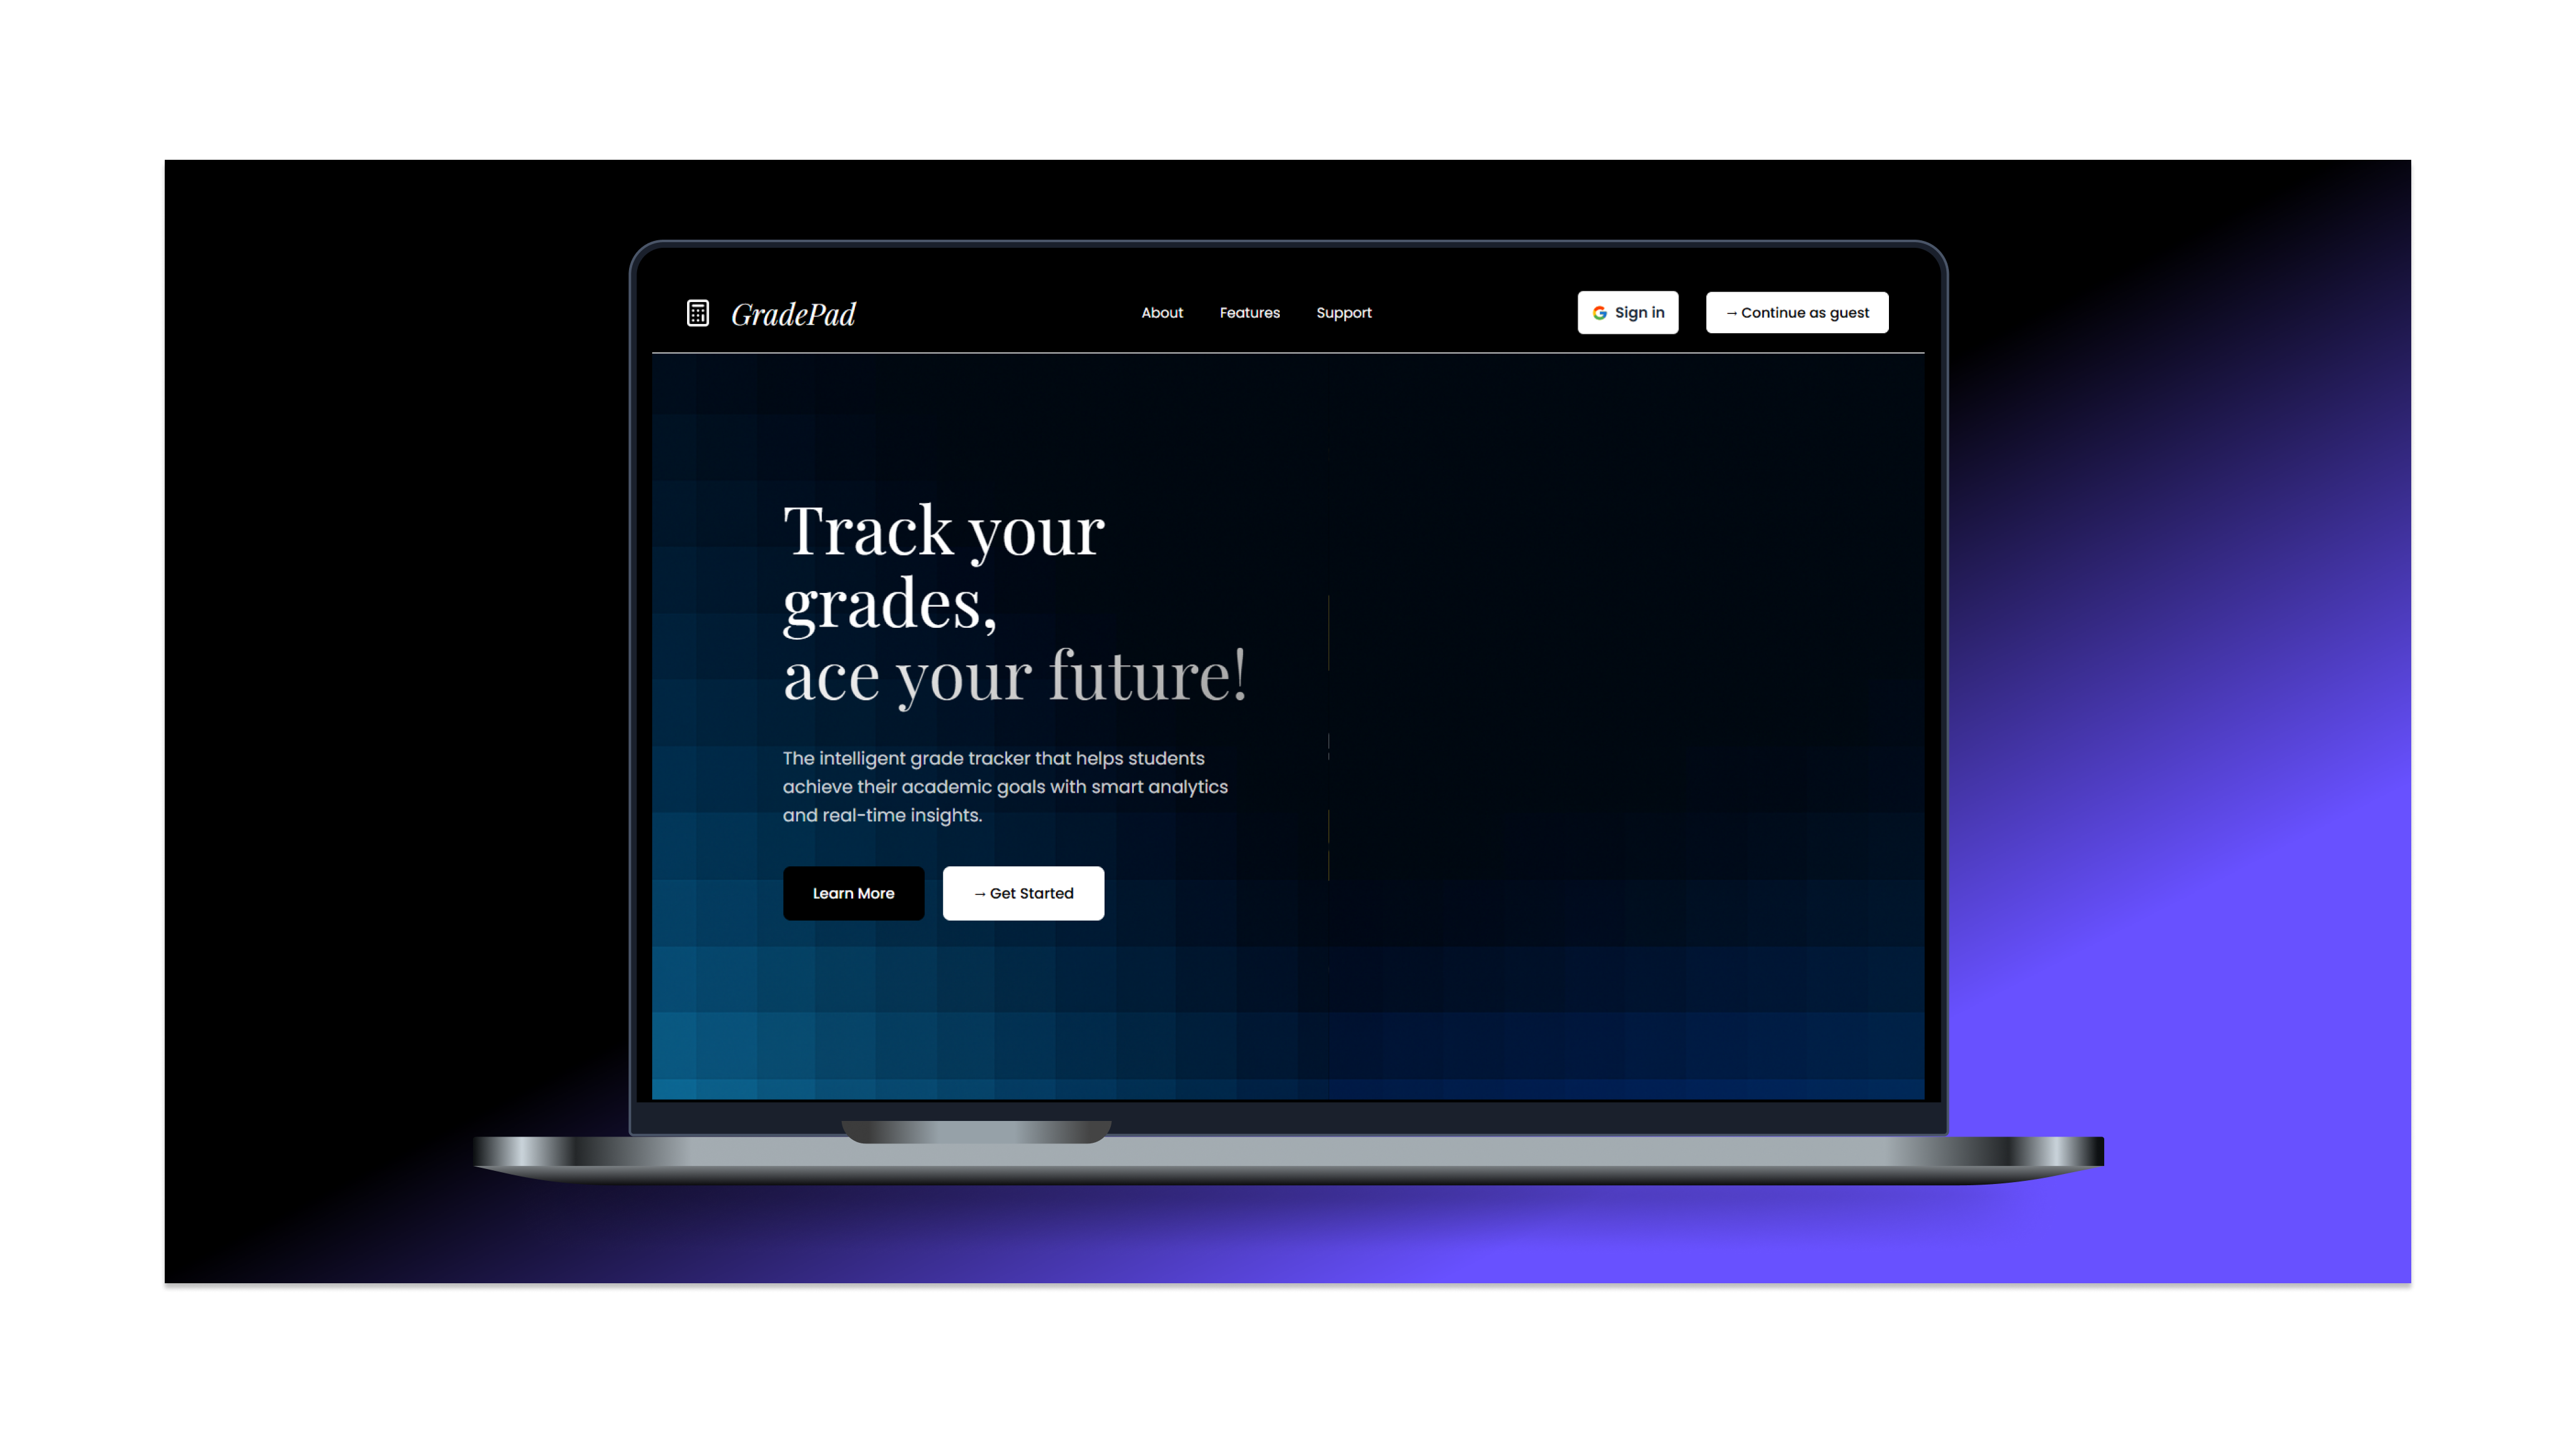 GradePad
About Features Support
Sign in
→ Continue as guest
Track your
grades,
ace your future!
The intelligent grade tracker that helps students
achieve their academic goals with smart analytics
and real-time insights.
Learn More
→ Get Started